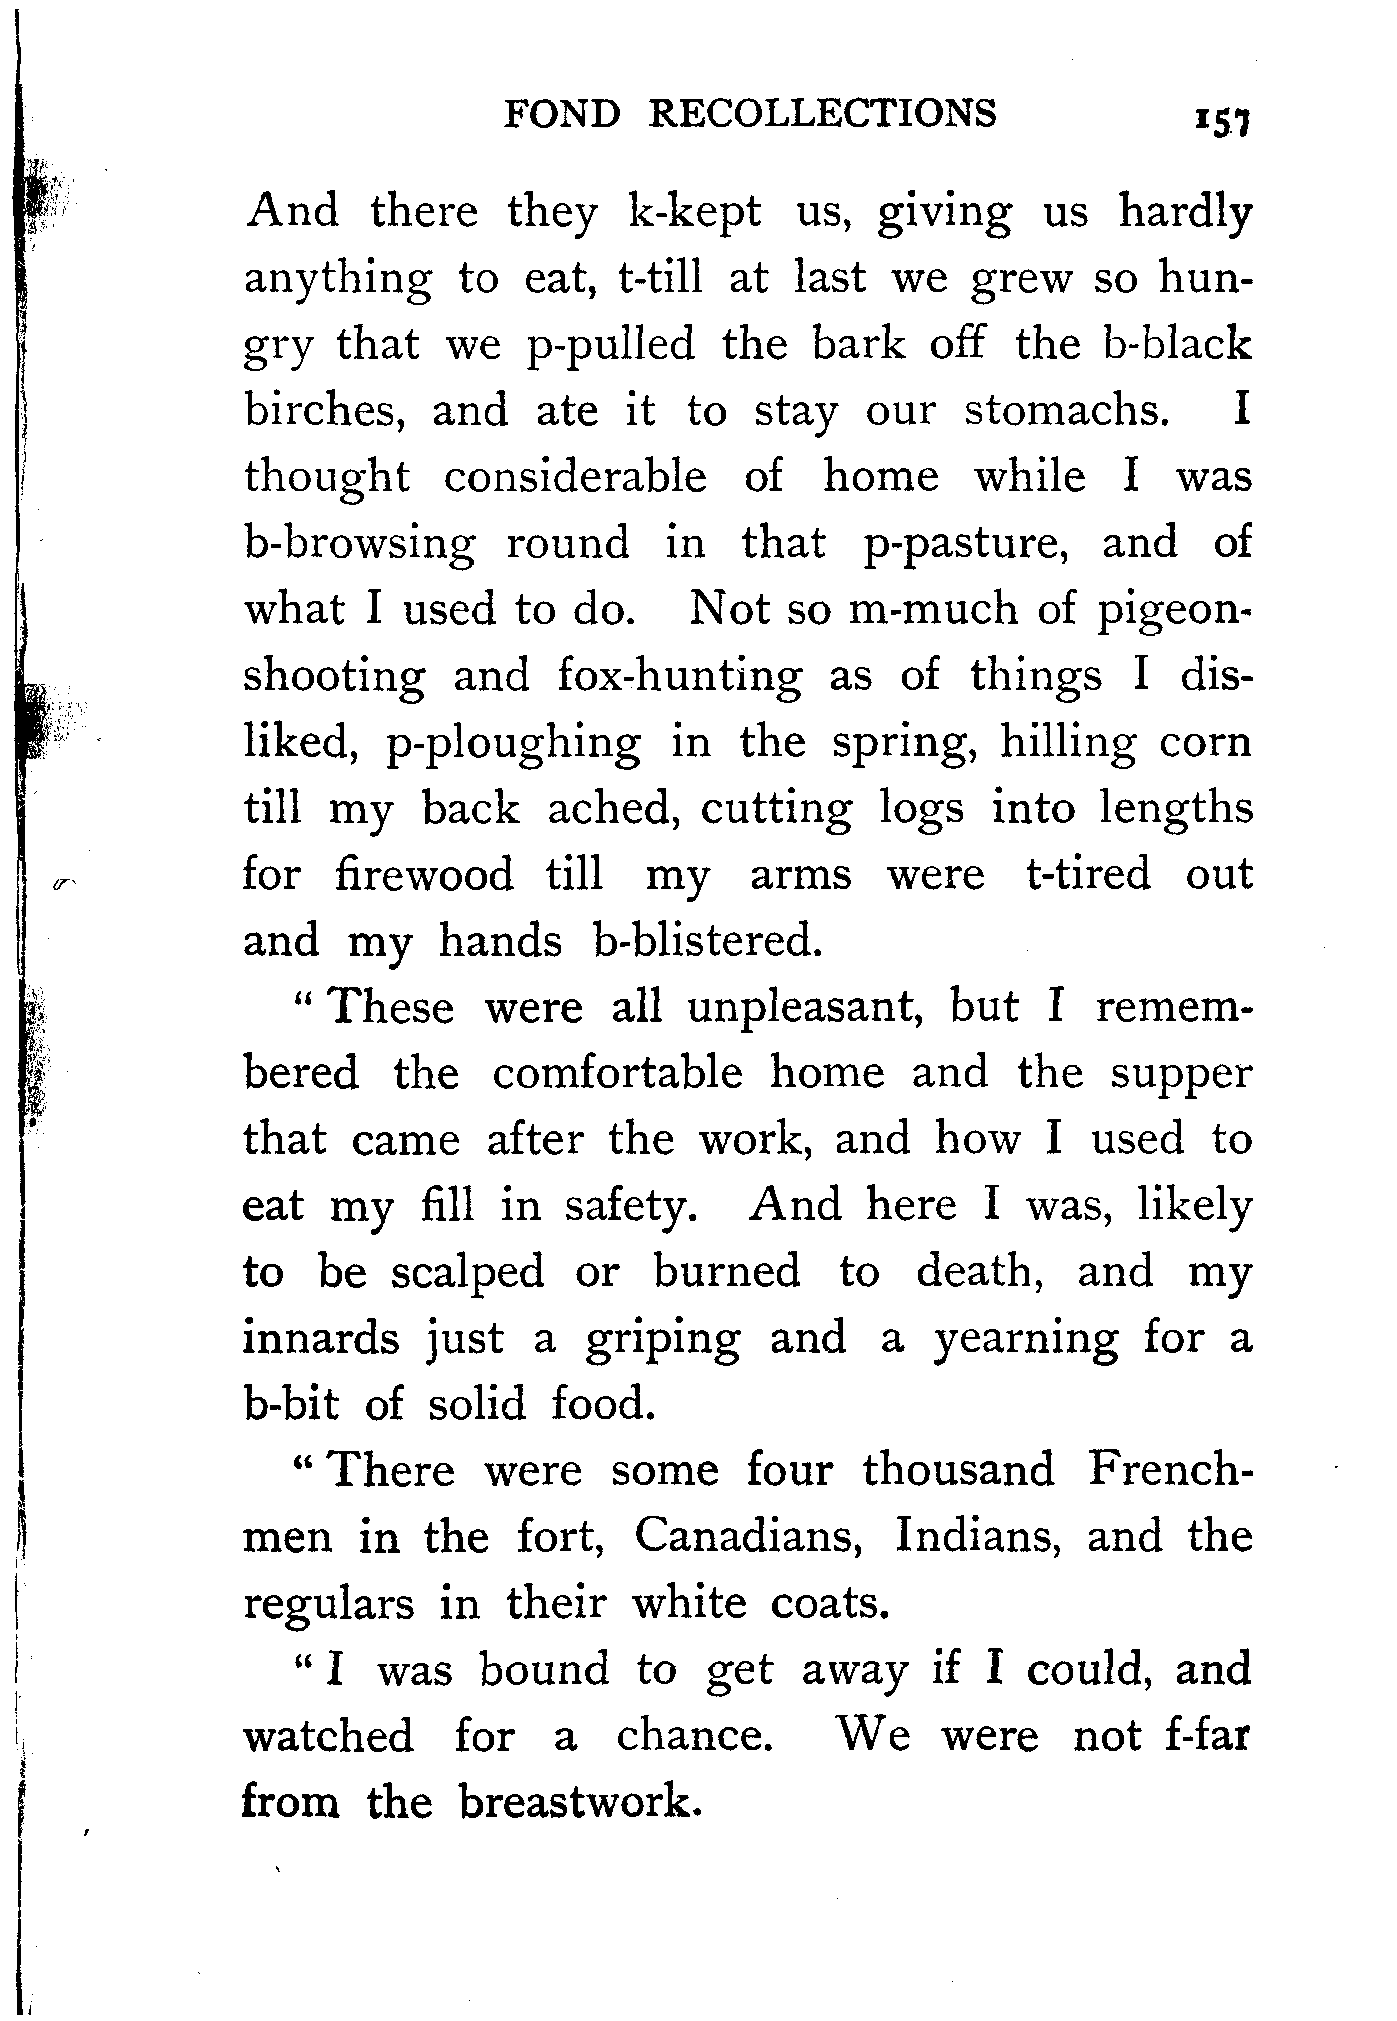 FOND RECOLLECTIONS 157
And there they k-kept us, giving us hardly
anything to eat, t-till at last we grew so hun-
gry that we p-pulled the bark off the b-black
birches, and ate it to stay our stomachs. I
thought considerable of home while I was
b-browsing round in that p-pasture, and of
what I used to do. Not so m-much of pigeon-
shooting and fox-hunting as of things I dis-
liked, p-ploughing in the spring, hilling corn
till my back ached, cutting logs into lengths
for firewood till my arms were t-tired out
and my hands b-blistered.
“ These were all unpleasant, but I remem-
bered the comfortable home and the supper
that came after the work, and how I used to
eat my fill in safety. And here I was, likely
to be scalped or burned to death, and my
innards just a griping and a yearning for a
b-bit of solid food.
“ There were some four thousand French-
men in the fort, Canadians, Indians, and the
regulars in their white coats.
“ I was bound to get away if I could, and
watched for a chance. We were not f-far
from the breastwork.